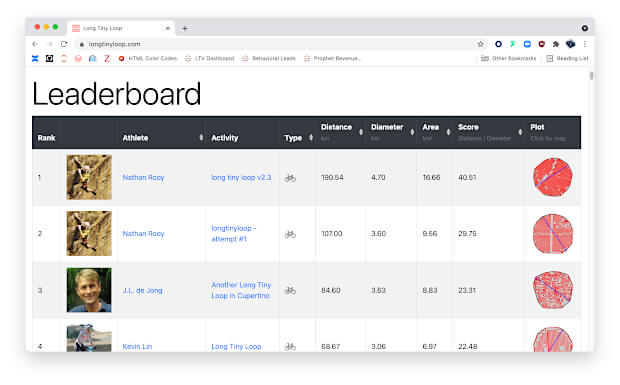 Long Tiny Loop
longtinyloop.com
HTML Color Codes
LTV Dashboard
Behavioral Leads
Prophet Revenue...
Other Bookmarks
Reading List
Leaderboard
Rank Athlete Activity Type Distance Diameter Area Score Plot
km km km² Distance / Diameter Click for map
1 Nathan Rooy long tiny loop v2.3 190.54 4.70 16.66 40.51
2 Nathan Rooy longtinyloop - 107.00 3.60 9.56 29.75
attempt #1
3 J.L. de Jong Another Long Tiny 84.60 3.63 8.83 23.31
Loop in Cupertino
4 Kevin Lin Long Tiny Loop 68.67 3.06 6.97 22.48